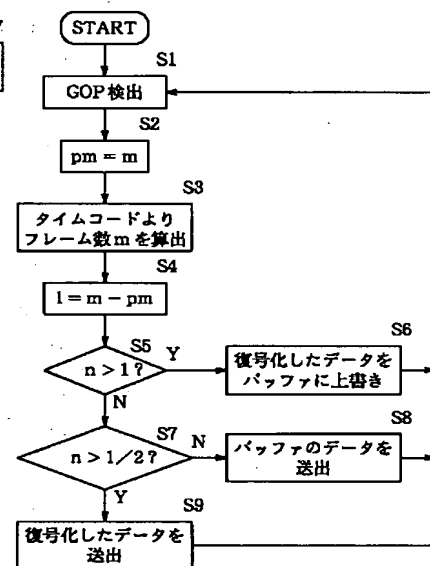 START
S1
GOP検出
S2
pm = m
S3
タイムコードより
フレーム数mを算出
S4
l = m − pm
S5
n > l?
Y
S6
復号化したデータを
バッファに上書き
N
S7
n > l/2?
N
S8
バッファのデータを
送出
Y
S9
復号化したデータを
送出